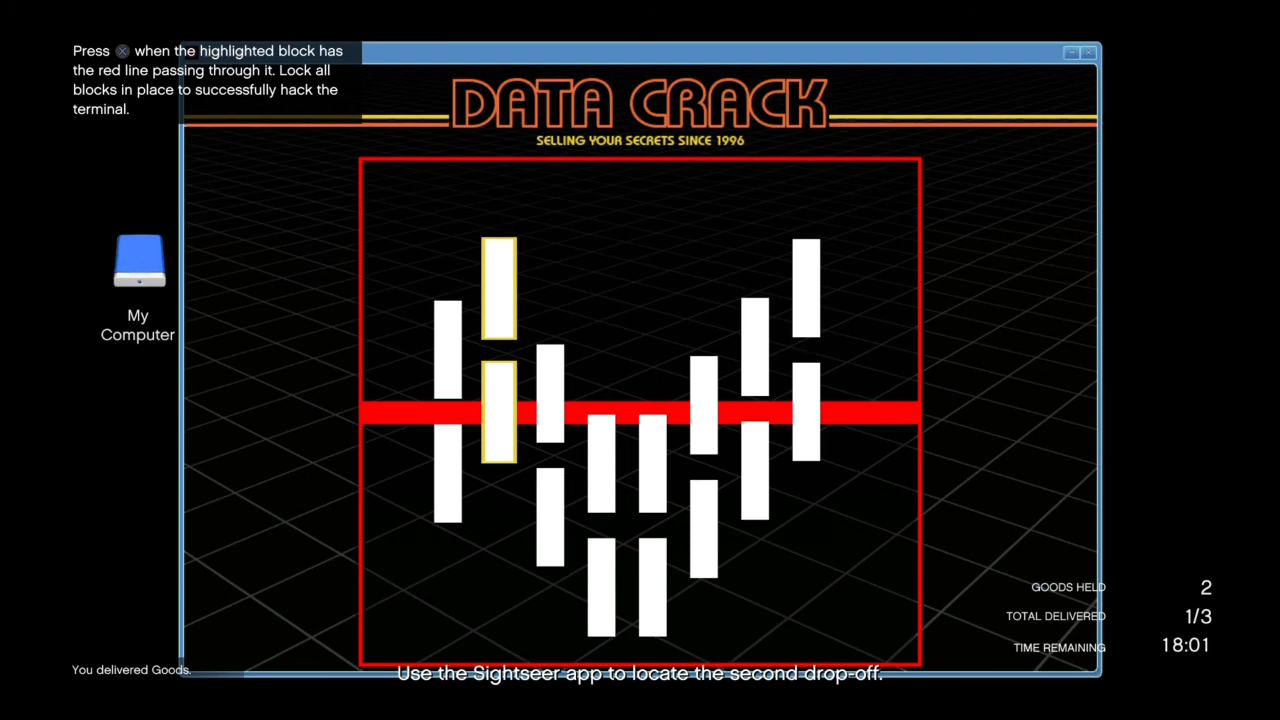 Press when the highlighted block has
the red line passing through it. Lock all
blocks in place to successfully hack the
terminal.
DATA CRACK
SELLING YOUR SECRETS SINCE 1996
My
Computer
GOODS HELD 2
TOTAL DELIVERED 1/3
TIME REMAINING 18:01
You delivered Goods.
Use the Sightseer app to locate the second drop-off.